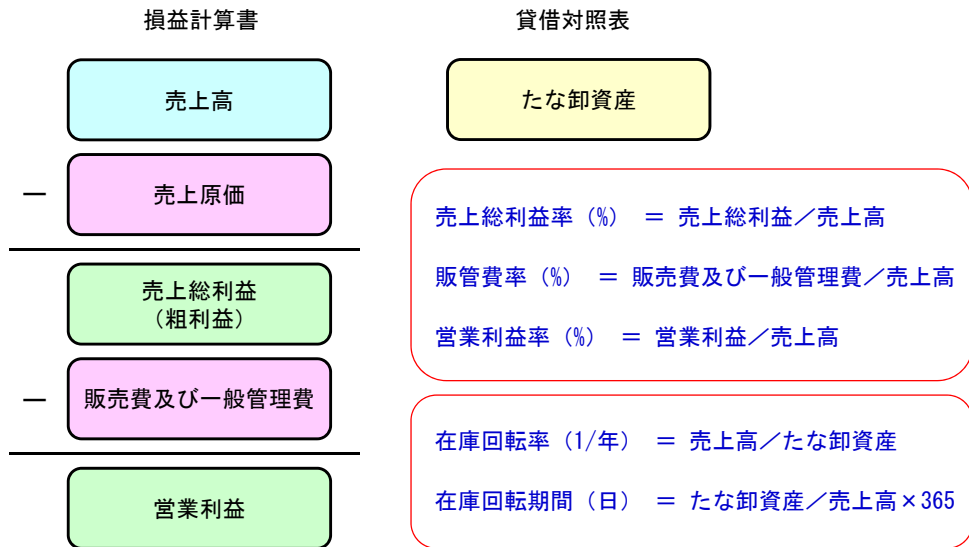 損益計算書
売上高
－
売上原価
売上総利益
（粗利益）
－
販売費及び一般管理費
営業利益
貸借対照表
たな卸資産
売上総利益率（%） ＝ 売上総利益／売上高
販管費率（%） ＝ 販売費及び一般管理費／売上高
営業利益率（%） ＝ 営業利益／売上高
在庫回転率（1/年） ＝ 売上高／たな卸資産
在庫回転期間（日） ＝ たな卸資産／売上高×365